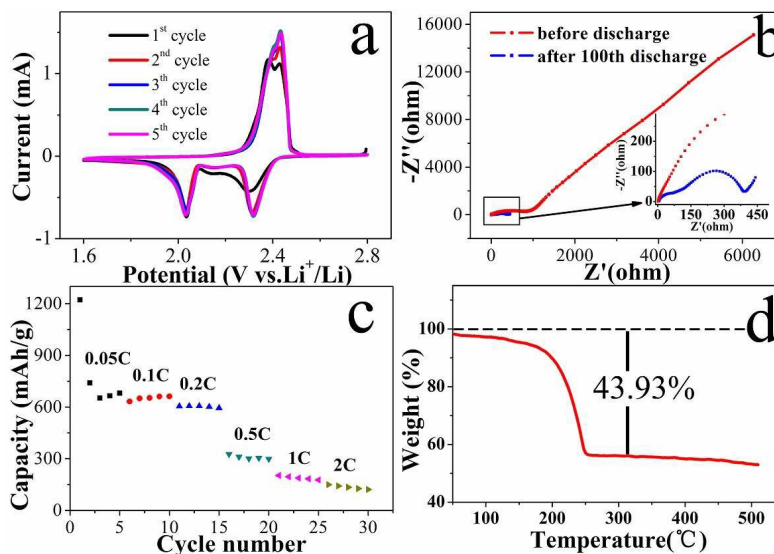 a
1st cycle
2nd cycle
3th cycle
4th cycle
5th cycle
Current (mA)
1
0
-1
1.6 2.0 2.4 2.8
Potential (V vs.Li+/Li)
b
before discharge
after 100th discharge
-Z''(ohm)
16000
12000
8000
4000
0
0 2000 4000 6000
Z'(ohm)
-Z''(ohm)
200
100
0
0 150 300 450
Z'(ohm)
c
Capacity (mAh/g)
1200
900
600
300
0
0.05C
0.1C
0.2C
0.5C
1C
2C
0 5 10 15 20 25 30
Cycle number
d
Weight (%)
100
80
60
40
43.93%
100 200 300 400 500
Temperature(℃)